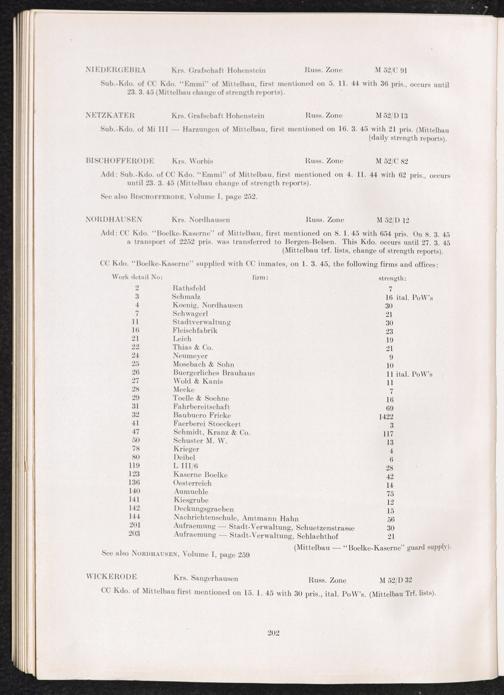 NIEDERGEBRA Krs. Grafschaft Hohenstein Russ. Zone M 52/C 91
Sub.-Kdo. of CC Kdo. "Emmi" of Mittelbau, first mentioned on 5. 11. 44 with 36 pris., occurs until
23. 3. 45 (Mittelbau change of strength reports).
NETZKATER Krs. Grafschaft Hohenstein Russ. Zone M 52/D 13
Sub.-Kdo. of Mi III — Harzungen of Mittelbau, first mentioned on 16. 3. 45 with 21 pris. (Mittelbau
(daily strength reports).
BISCHOFFERODE Krs. Worbis Russ. Zone M 52/C 82
Add: Sub.-Kdo. of CC Kdo. "Emmi" of Mittelbau, first mentioned on 4. 11. 44 with 62 pris., occurs
until 23. 3. 45 (Mittelbau change of strength reports).
See also BISCHOFFERODE, Volume I, page 252.
NORDHAUSEN Krs. Nordhausen Russ. Zone M 52/D 12
Add: CC Kdo. "Boelke-Kaserne" of Mittelbau, first mentioned on 8. 1. 45 with 654 pris. On 8. 3. 45
a transport of 2252 pris. was transferred to Bergen-Belsen. This Kdo. occurs until 27. 3. 45
(Mittelbau trf. lists, change of strength reports).
CC Kdo. "Boelke-Kaserne" supplied with CC inmates, on 1. 3. 45, the following firms and offices:
Work detail No: firm: strength:
2 Rathsfeld 7
3 Schmalz 16 ital. PoW's
4 Koenig, Nordhausen 30
7 Schwagerl 21
11 Stadtverwaltung 30
16 Fleischfabrik 23
21 Leich 19
22 Thias & Co. 21
24 Neumeyer 9
25 Mosebach & Sohn 10
26 Buergerliches Brauhaus 11 ital. PoW's
27 Wold & Kanis 11
28 Mecke 7
29 Toelle & Soehne 16
31 Fahrbereitschaft 69
32 Baubuero Fricke 1422
41 Faerberei Stoeckert 3
47 Schmidt, Kranz & Co. 117
50 Schuster M. W. 13
78 Krieger 4
80 Deibel 6
119 L III/6 28
123 Kaserne Boelke 42
136 Oesterreich 14
140 Aumuehle 75
141 Kiesgrube 12
142 Deckungsgraeben 15
144 Nachrichtenschule, Amtmann Hahn 56
201 Aufraemung — Stadt-Verwaltung, Schuetzenstrasse 30
203 Aufraemung — Stadt-Verwaltung, Schlachthof 21
(Mittelbau — "Boelke-Kaserne" guard supply).
See also NORDHAUSEN, Volume I, page 259
WICKERODE Krs. Sangerhausen Russ. Zone M 52/D 32
CC Kdo. of Mittelbau first mentioned on 15. 1. 45 with 30 pris., ital. PoW's. (Mittelbau Trf. lists).
202